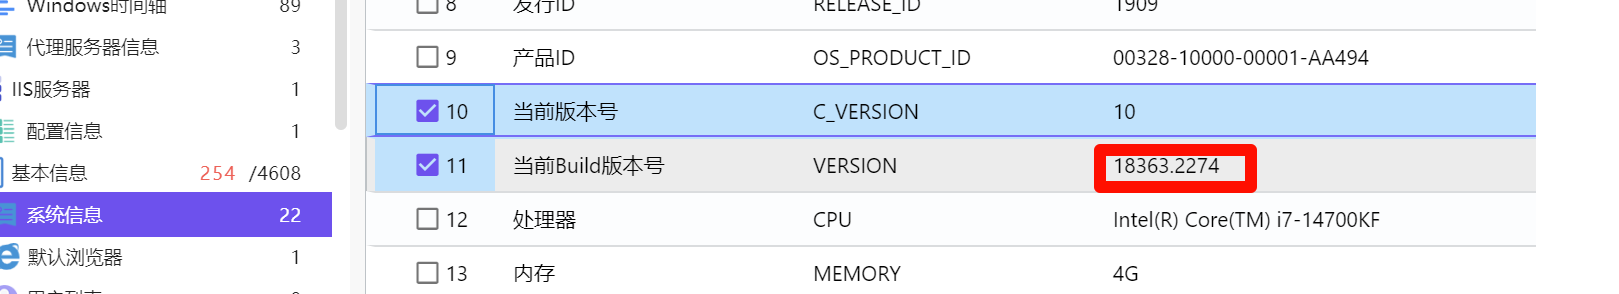 Windows时间轴 89
代理服务器信息 3
IIS服务器 1
配置信息 1
基本信息 254 /4608
系统信息 22
默认浏览器 1
8 发行ID RELEASE_ID 1909
9 产品ID OS_PRODUCT_ID 00328-10000-00001-AA494
10 当前版本号 C_VERSION 10
11 当前Build版本号 VERSION 18363.2274
12 处理器 CPU Intel(R) Core(TM) i7-14700KF
13 内存 MEMORY 4G